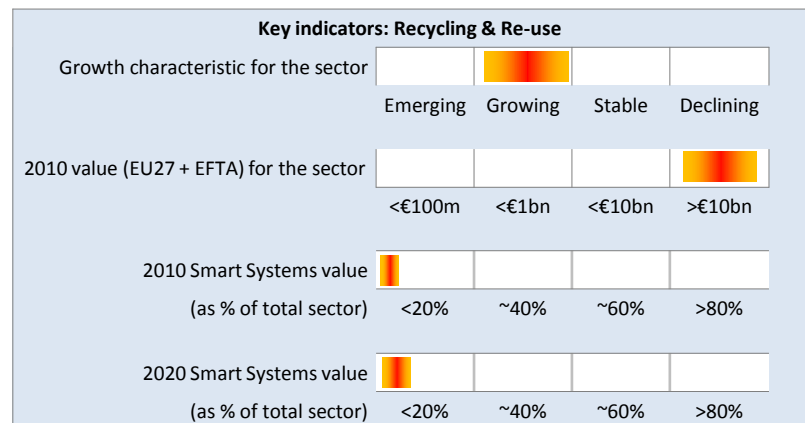 Key indicators: Recycling & Re-use
Growth characteristic for the sector
Emerging Growing Stable Declining
2010 value (EU27 + EFTA) for the sector
<€100m <€1bn <€10bn >€10bn
2010 Smart Systems value
(as % of total sector) <20% ~40% ~60% >80%
2020 Smart Systems value
(as % of total sector) <20% ~40% ~60% >80%